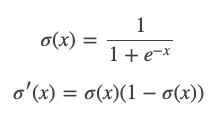 σ(x) = 1 / (1 + e^{-x})
σ′(x) = σ(x)(1 − σ(x))